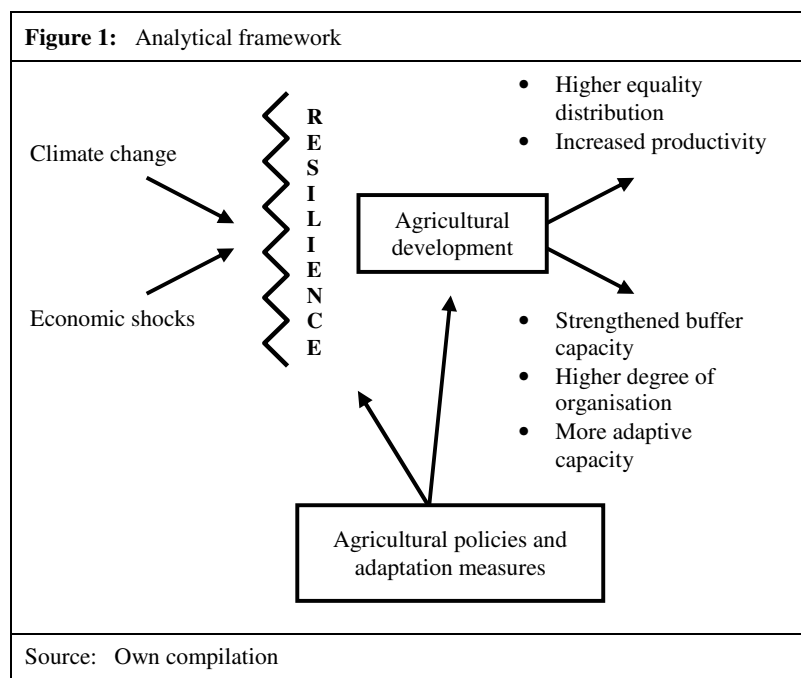 Figure 1: Analytical framework
Climate change
Economic shocks
R
E
S
I
L
I
E
N
C
E
Agricultural
development
• Higher equality
distribution
• Increased productivity
• Strengthened buffer
capacity
• Higher degree of
organisation
• More adaptive
capacity
Agricultural policies and
adaptation measures
Source: Own compilation